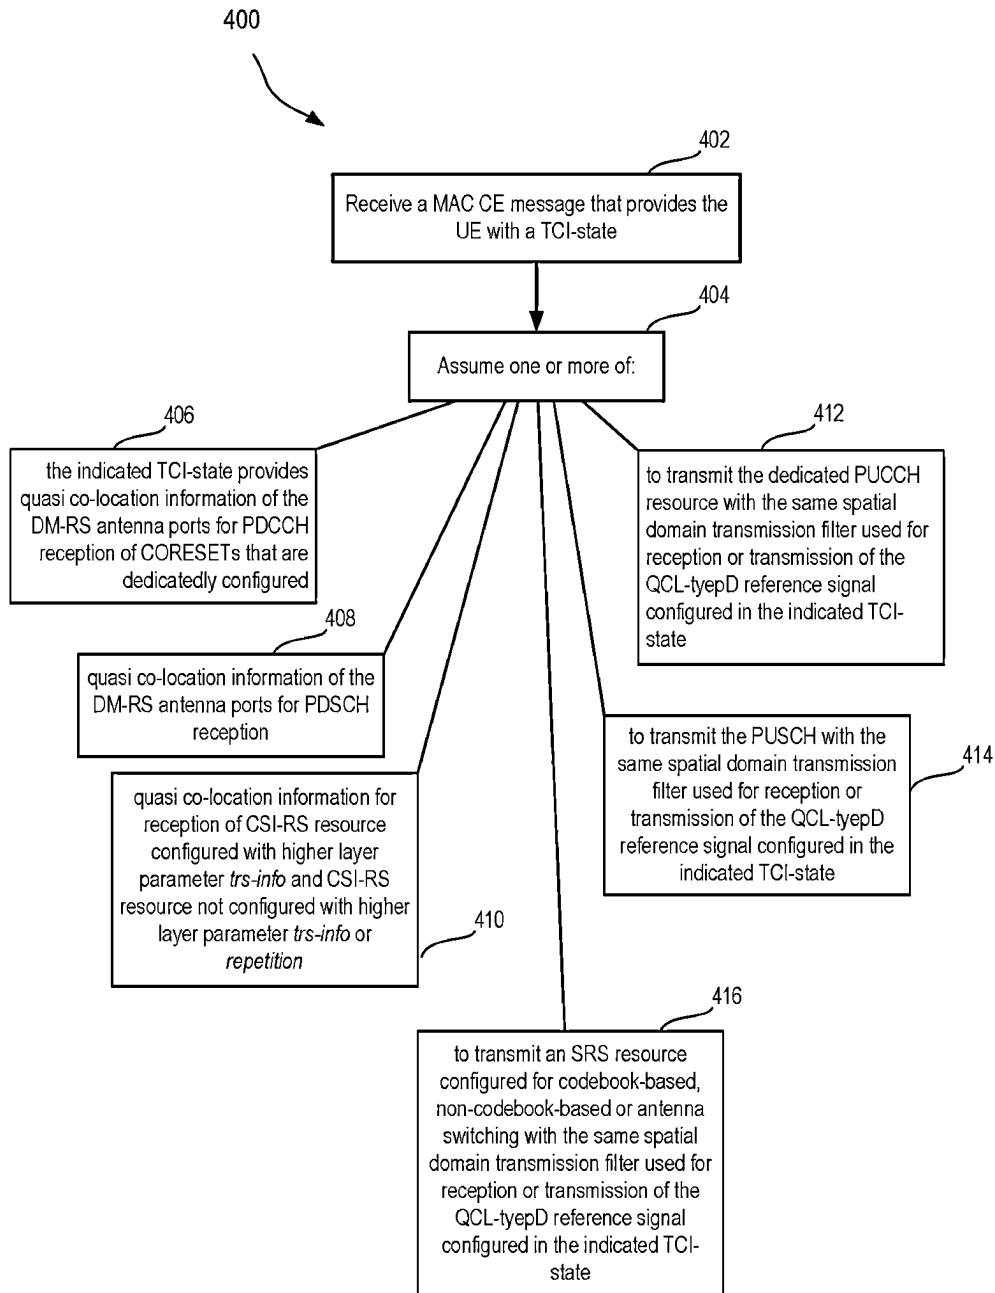 400
402
Receive a MAC CE message that provides the
UE with a TCI-state
404
Assume one or more of:
406
the indicated TCI-state provides
quasi co-location information of the
DM-RS antenna ports for PDCCH
reception of CORESETs that are
dedicatedly configured
412
to transmit the dedicated PUCCH
resource with the same spatial
domain transmission filter used for
reception or transmission of the
QCL-tyepD reference signal
configured in the indicated TCI-
state
408
quasi co-location information of the
DM-RS antenna ports for PDSCH
reception
414
to transmit the PUSCH with the
same spatial domain transmission
filter used for reception or
transmission of the QCL-tyepD
reference signal configured in the
indicated TCI-state
410
quasi co-location information for
reception of CSI-RS resource
configured with higher layer
parameter trs-info and CSI-RS
resource not configured with higher
layer parameter trs-info or
repetition
416
to transmit an SRS resource
configured for codebook-based,
non-codebook-based or antenna
switching with the same spatial
domain transmission filter used for
reception or transmission of the
QCL-tyepD reference signal
configured in the indicated TCI-
state